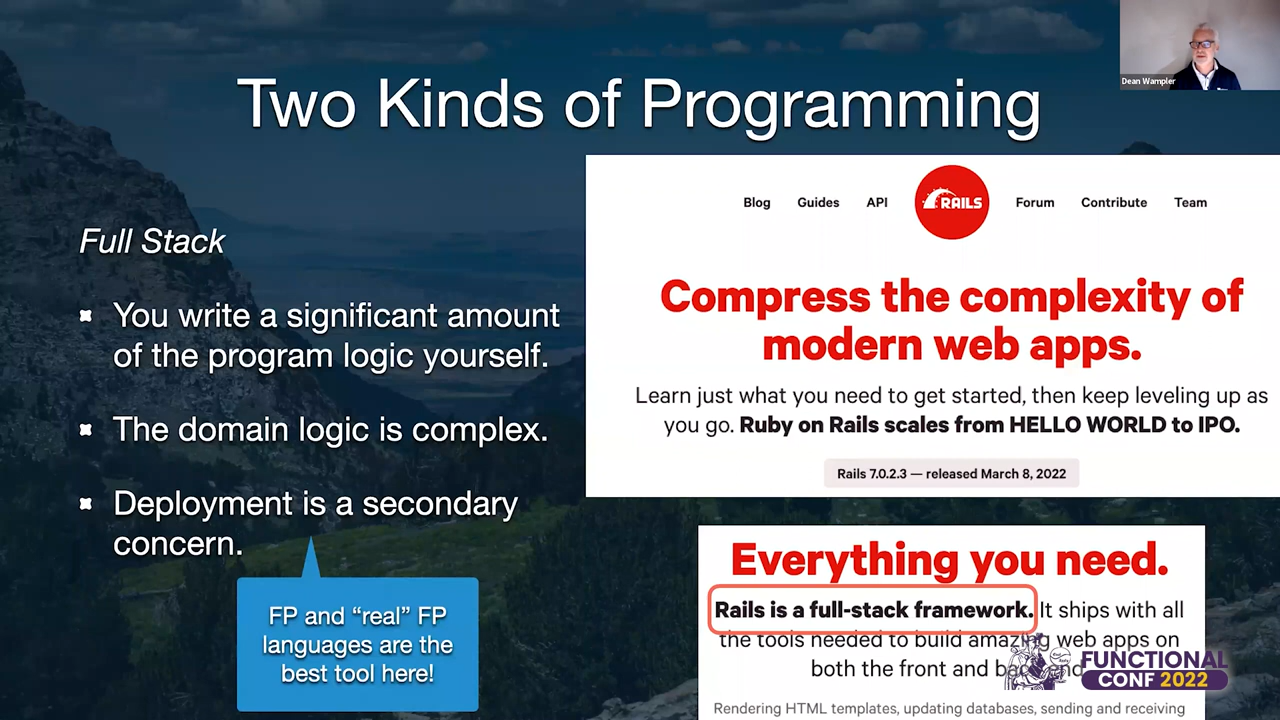 Dean Wampler
Two Kinds of Programming
Full Stack
You write a significant amount
of the program logic yourself.
The domain logic is complex.
Deployment is a secondary
concern.
FP and “real” FP
languages are the
best tool here!
Blog Guides API RAILS Forum Contribute Team
Compress the complexity of
modern web apps.
Learn just what you need to get started, then keep leveling up as
you go. Ruby on Rails scales from HELLO WORLD to IPO.
Rails 7.0.2.3 — released March 8, 2022
Everything you need.
Rails is a full-stack framework. It ships with all
the tools needed to build amazing web apps on
both the front and back end
Rendering HTML templates, updating databases, sending and receiving
FUNCTIONAL
CONF 2022